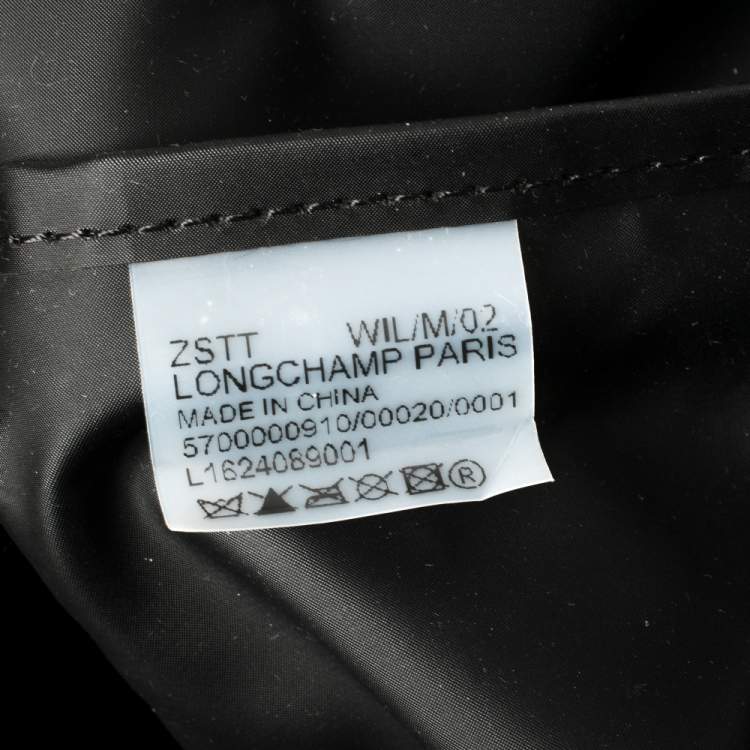 ZSTT WIL/M/02
LONGCHAMP PARIS
MADE IN CHINA
5700000910/00020/0001
L1624089001
®